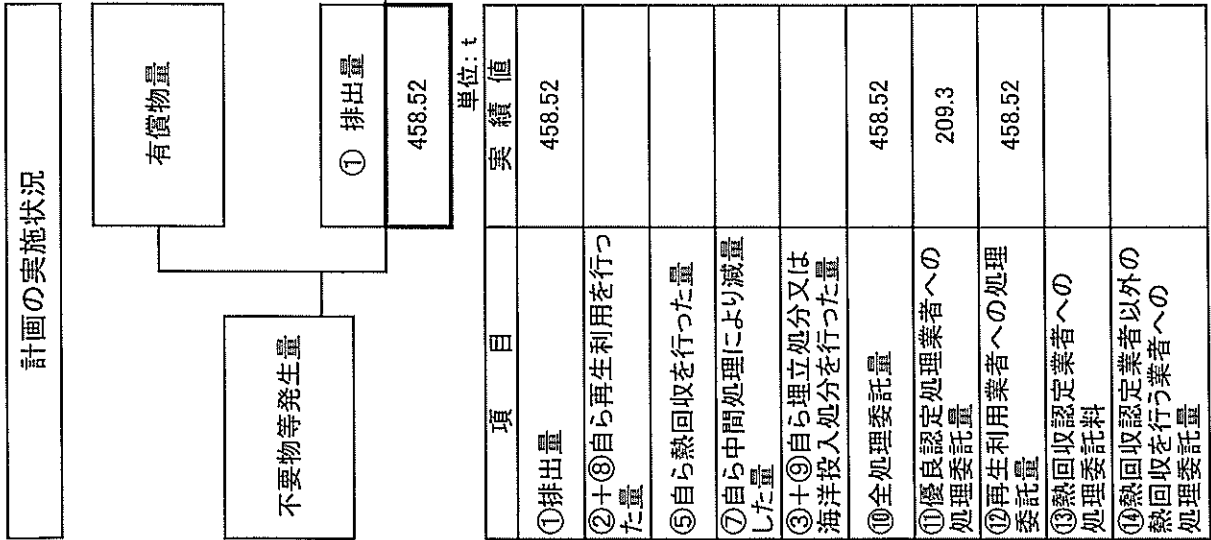 計画の実施状況
不要物等発生量
有償物量
① 排出量
458.52
単位：t
項 目 実 績 値
①排出量 458.52
②＋⑧自ら再生利用を行っ
た量
⑤自ら熱回収を行った量
⑦自ら中間処理により減量
した量
③＋⑨自ら埋立処分又は
海洋投入処分を行った量
⑩全処理委託量 458.52
⑪優良認定処理業者への
処理委託量 209.3
⑫再生利用業者への処理
委託量 458.52
⑬熱回収認定業者への
処理委託料
⑭熱回収認定業者以外の
熱回収を行う業者への
処理委託量